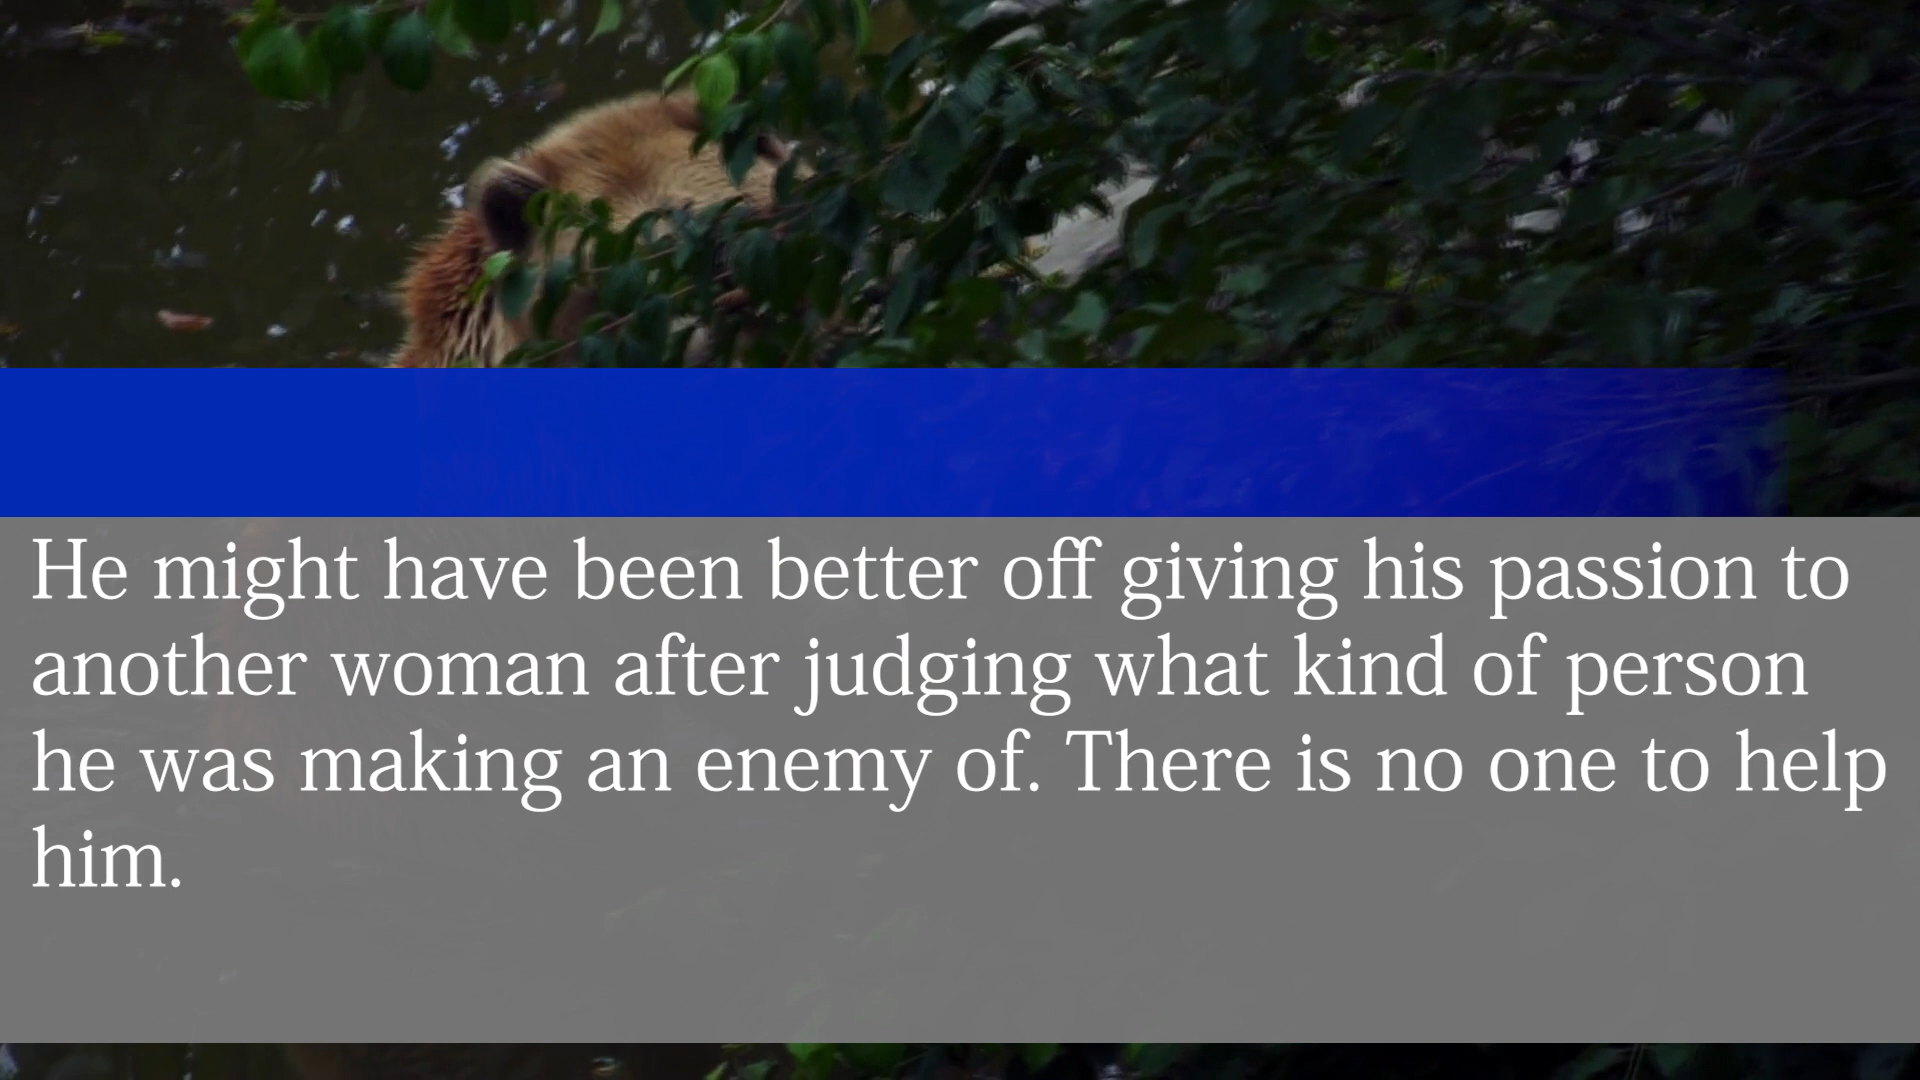 He might have been better off giving his passion to
another woman after judging what kind of person
he was making an enemy of. There is no one to help
him.